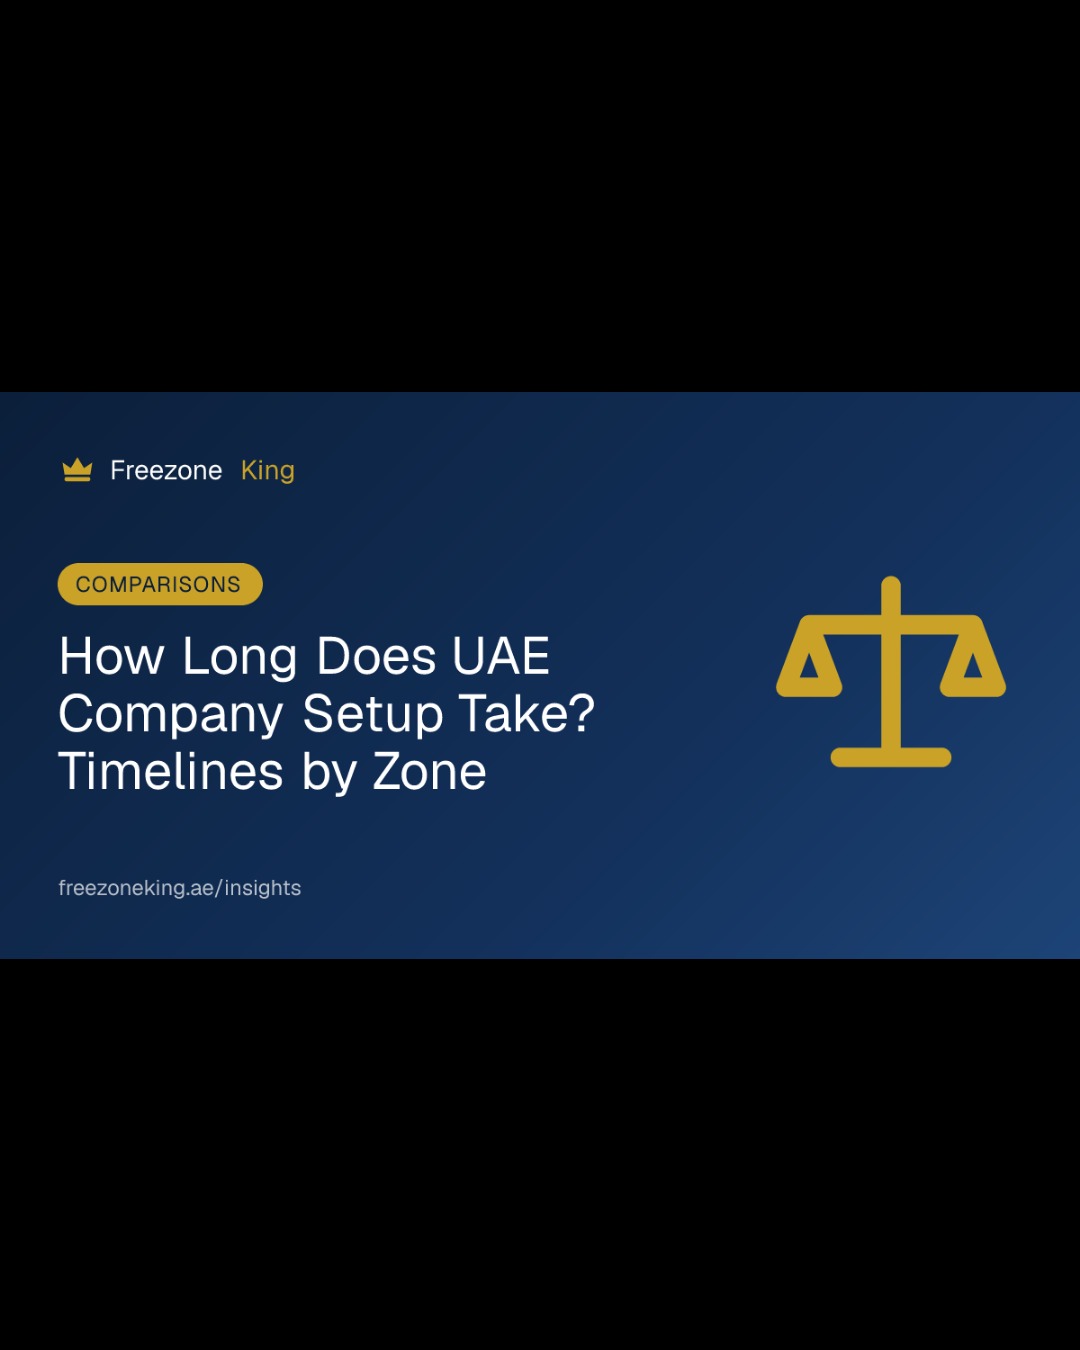 Freezone King
COMPARISONS
How Long Does UAE
Company Setup Take?
Timelines by Zone
freezoneking.ae/insights